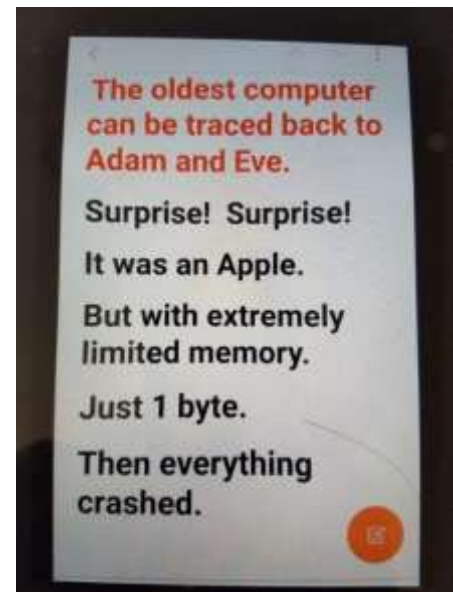 The oldest computer
can be traced back to
Adam and Eve.
Surprise!  Surprise!
It was an Apple.
But with extremely
limited memory.
Just 1 byte.
Then everything
crashed.